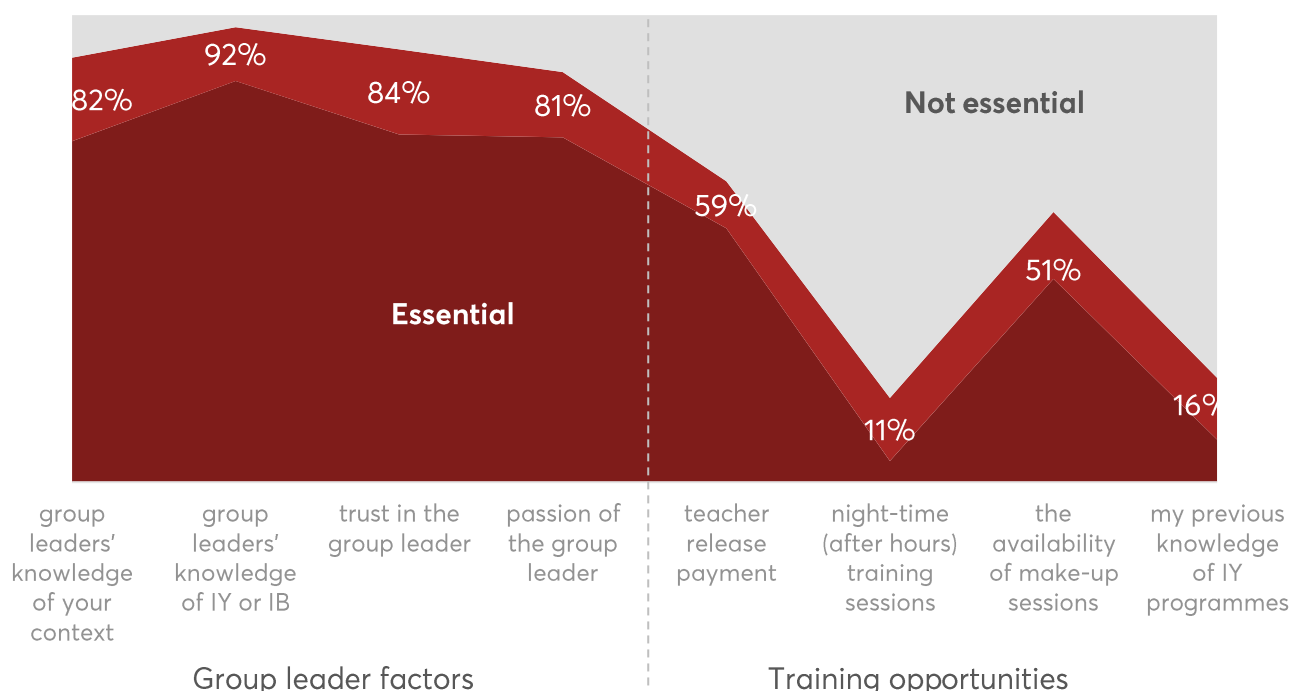 92%
82%
84%
81%
Not essential
59%
51%
Essential
16%
11%
group
leaders'
knowledge
of your
context
group
leaders'
knowledge
of IY or IB
trust in the
group leader
passion of
the group
leader
teacher
release
payment
night-time
(after hours)
training
sessions
the
availability
of make-up
sessions
my previous
knowledge
of IY
programmes
Group leader factors
Training opportunities